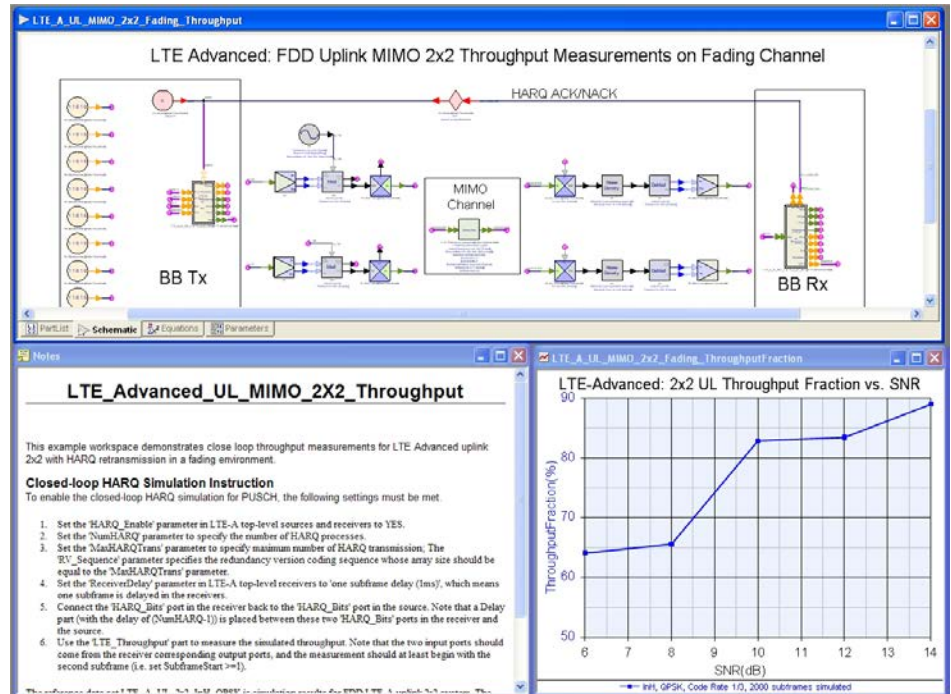 LTE_A_UL_MIMO_2x2_Fading_Throughput
LTE Advanced: FDD Uplink MIMO 2x2 Throughput Measurements on Fading Channel
HARQ ACK/NACK
MIMO
Channel
BB Tx
BB Rx
PartList Schematic Equations Parameters
Notes
LTE_Advanced_UL_MIMO_2X2_Throughput
This example workspace demonstrates close loop throughput measurements for LTE Advanced uplink
2x2 with HARQ retransmission in a fading environment.
Closed-loop HARQ Simulation Instruction
To enable the closed-loop HARQ simulation for PUSCH, the following settings must be met.
1. Set the 'HARQ_Enable' parameter in LTE-A top-level sources and receivers to YES.
2. Set the 'NumHARQ' parameter to specify the number of HARQ processes.
3. Set the 'MaxHARQTrans' parameter to specify maximum number of HARQ transmission; The
'RV_Sequence' parameter specifies the redundancy version coding sequence whose array size should be
equal to the 'MaxHARQTrans' parameter.
4. Set the 'ReceiverDelay' parameter in LTE-A top-level receivers to 'one subframe delay (1ms)', which means
one subframe is delayed in the receivers.
5. Connect the 'HARQ_Bits' port in the receiver back to the 'HARQ_Bits' port in the source. Note that a Delay
part (with the delay of (NumHARQ-1)) is placed between these two 'HARQ_Bits' ports in the receiver and
the source.
6. Use the 'LTE_Throughput' part to measure the simulated throughput. Note that the two input ports should
come from the receiver corresponding output ports, and the measurement should at least begin with the
second subframe (i.e. set SubframeStart >=1).
LTE_A_UL_MIMO_2x2_Fading_ThroughputFraction
LTE-Advanced: 2x2 UL Throughput Fraction vs. SNR
90
80
70
60
50
ThroughputFraction(%)
6 7 8 9 10 11 12 13 14
SNR(dB)
InH, QPSK, Code Rate 1/3, 2000 subframes simulated